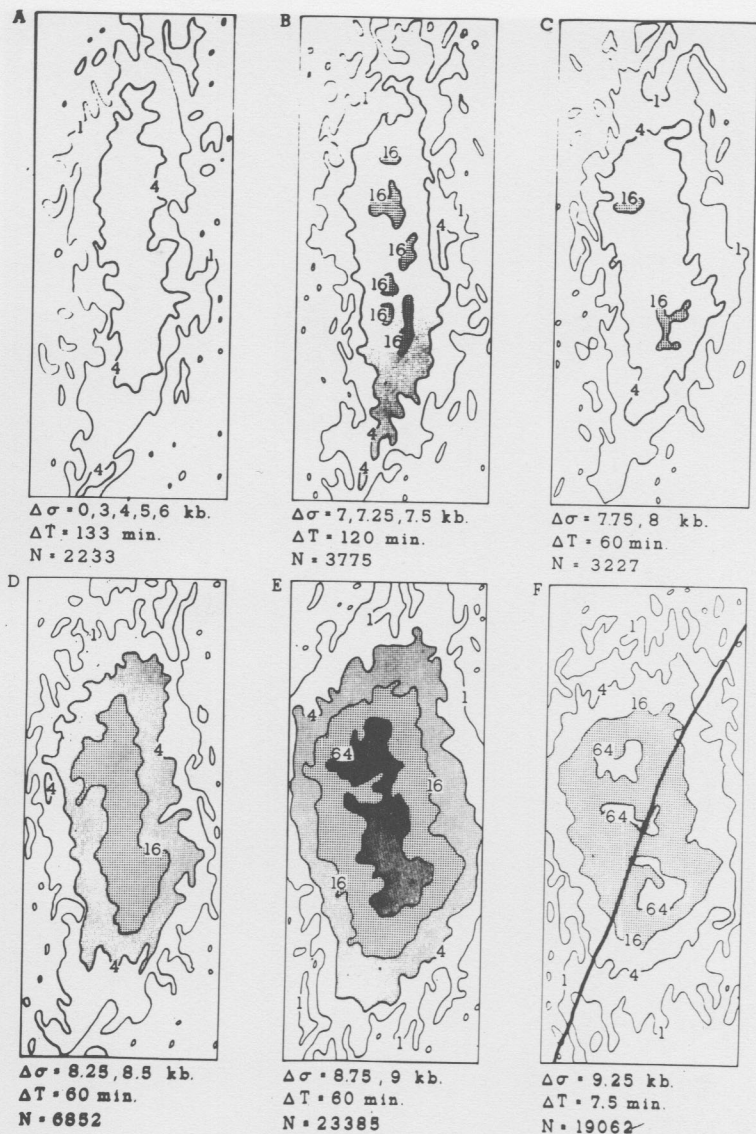 A
1
4
1
4
4
Δσ = 0,3,4,5,6 kb.
ΔT = 133 min.
N = 2233
B
16
16
1
4
16
16
16
16
4
4
Δσ = 7,7.25,7.5 kb.
ΔT = 120 min.
N = 3775
C
1
4
16
1
16
4
Δσ = 7.75, 8 kb.
ΔT = 60 min.
N = 3227
D
1
4
4
16
4
Δσ = 8.25, 8.5 kb.
ΔT = 60 min.
N = 6852
E
1
1
4
64
16
16
4
1
1
Δσ = 8.75, 9 kb.
ΔT = 60 min.
N = 23385
F
1
4
16
64
64
64
16
4
1
1
Δσ = 9.25 kb.
ΔT = 7.5 min.
N = 19062